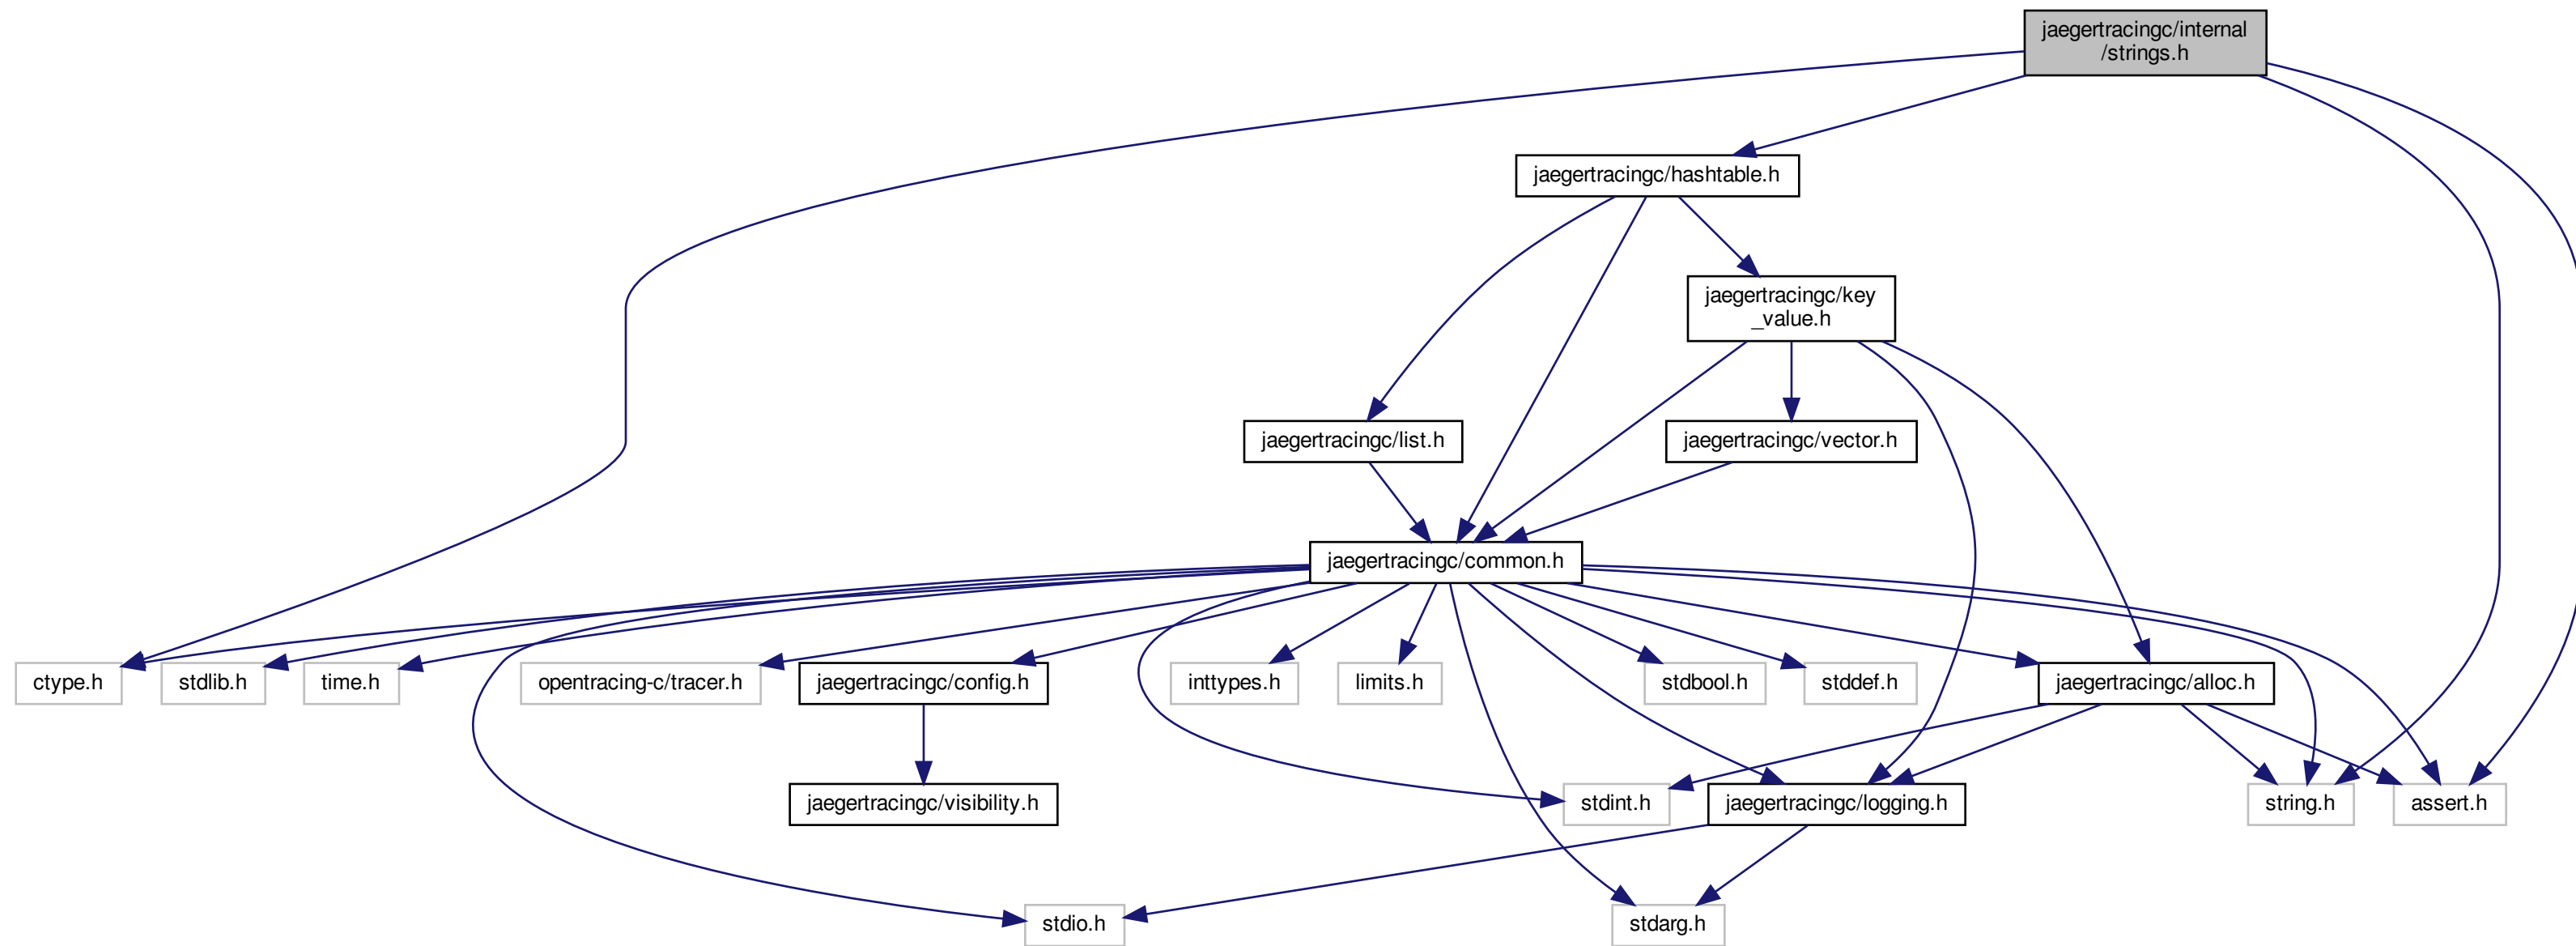 jaegertracingc/internal
/strings.h
jaegertracingc/hashtable.h
jaegertracingc/key
_value.h
jaegertracingc/list.h
jaegertracingc/vector.h
jaegertracingc/common.h
ctype.h
stdlib.h
time.h
opentracing-c/tracer.h
jaegertracingc/config.h
inttypes.h
limits.h
stdbool.h
stddef.h
jaegertracingc/alloc.h
jaegertracingc/visibility.h
stdint.h
jaegertracingc/logging.h
string.h
assert.h
stdio.h
stdarg.h